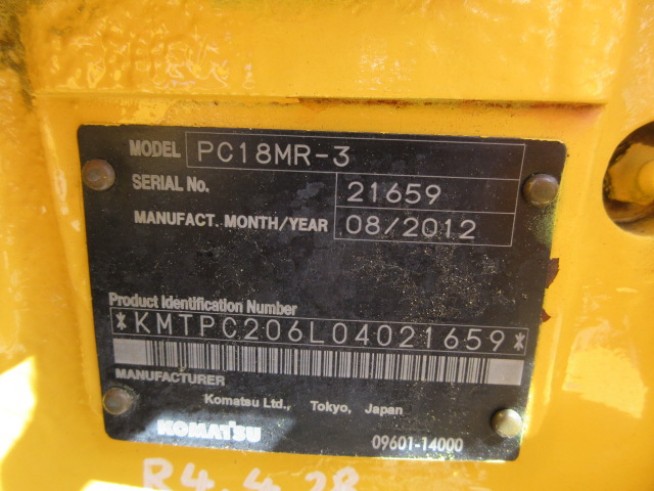 MODEL PC18MR-3
SERIAL No. 21659
MANUFACT. MONTH/YEAR 08/2012
Product Identification Number
*KMTPC206L04021659*
MANUFACTURER
Komatsu Ltd., Tokyo, Japan
KOMATSU
09601-14000
R4.4.28